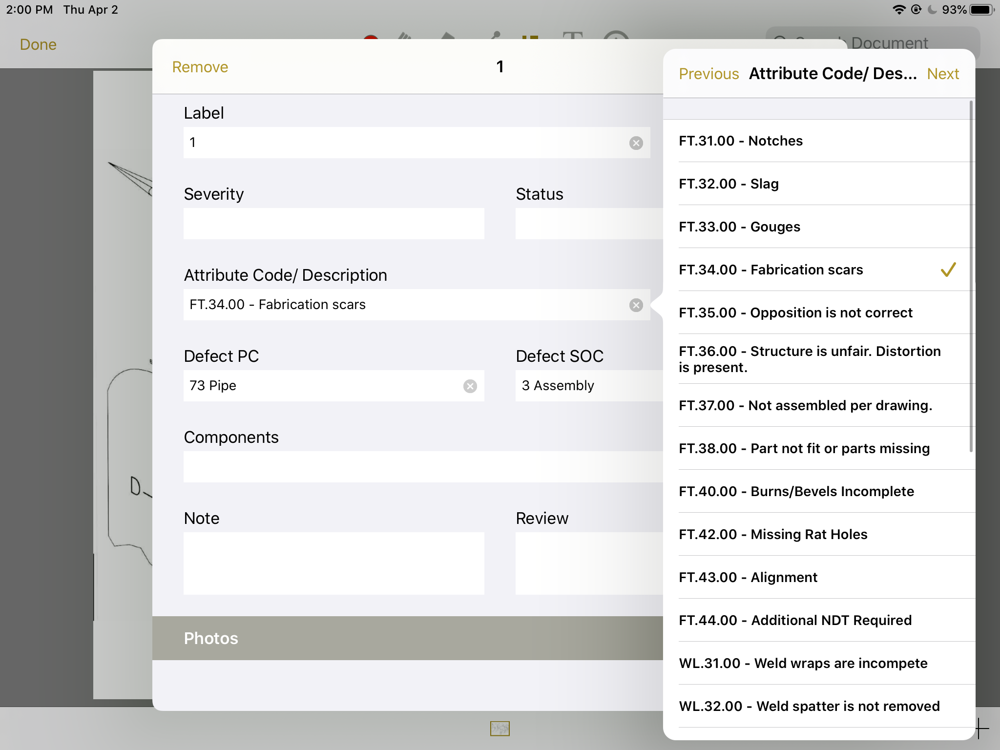 2:00 PM Thu Apr 2
93%
Done
Document
Remove
1
Label
1
Severity
Status
Attribute Code/ Description
FT.34.00 - Fabrication scars
Defect PC
Defect SOC
73 Pipe
3 Assembly
Components
Note
Review
Photos
D
Previous
Attribute Code/ Des...
Next
FT.31.00 - Notches
FT.32.00 - Slag
FT.33.00 - Gouges
FT.34.00 - Fabrication scars
FT.35.00 - Opposition is not correct
FT.36.00 - Structure is unfair. Distortion
is present.
FT.37.00 - Not assembled per drawing.
FT.38.00 - Part not fit or parts missing
FT.40.00 - Burns/Bevels Incomplete
FT.42.00 - Missing Rat Holes
FT.43.00 - Alignment
FT.44.00 - Additional NDT Required
WL.31.00 - Weld wraps are incompete
WL.32.00 - Weld spatter is not removed